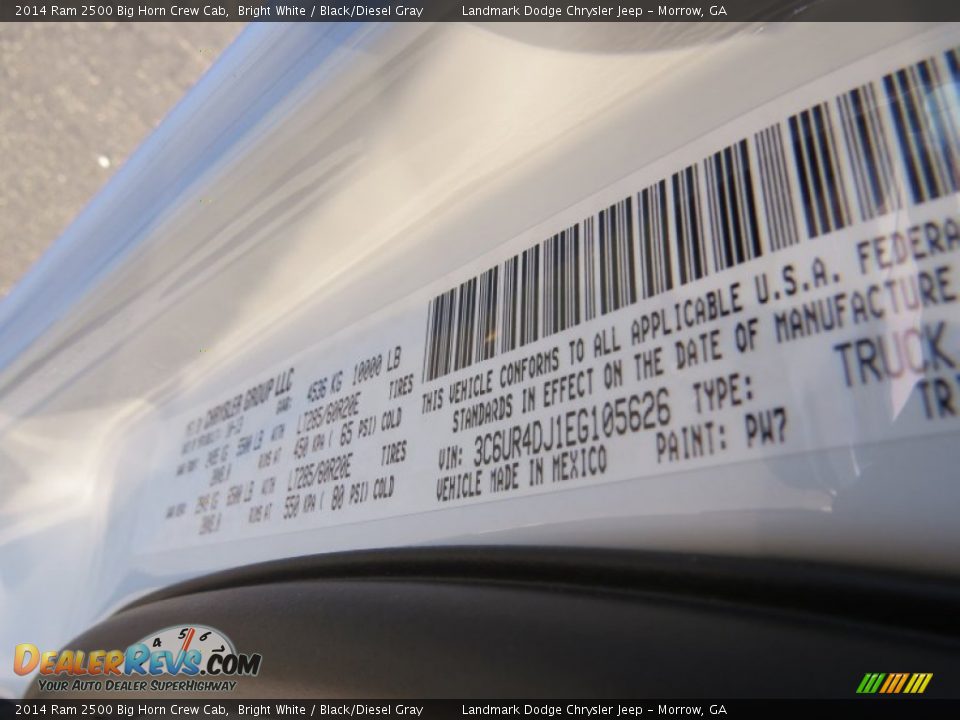 2014 Ram 2500 Big Horn Crew Cab, Bright White / Black/Diesel Gray Landmark Dodge Chrysler Jeep – Morrow, GA
CHRYSLER GROUP LLC
4536 KG 10000 LB
LT285/60R20E TIRES
450 KPA ( 65 PSI) COLD
LT285/60R20E TIRES
550 KPA ( 80 PSI) COLD
THIS VEHICLE CONFORMS TO ALL APPLICABLE U.S.A. FEDERA
STANDARDS IN EFFECT ON THE DATE OF MANUFACTURE
VIN: 3C6UR4DJ1EG105626 TYPE: TRUCK
VEHICLE MADE IN MEXICO PAINT: PW7
4 5 6
DEALERREVS.COM
YOUR AUTO DEALER SUPERHIGHWAY
2014 Ram 2500 Big Horn Crew Cab, Bright White / Black/Diesel Gray Landmark Dodge Chrysler Jeep – Morrow, GA